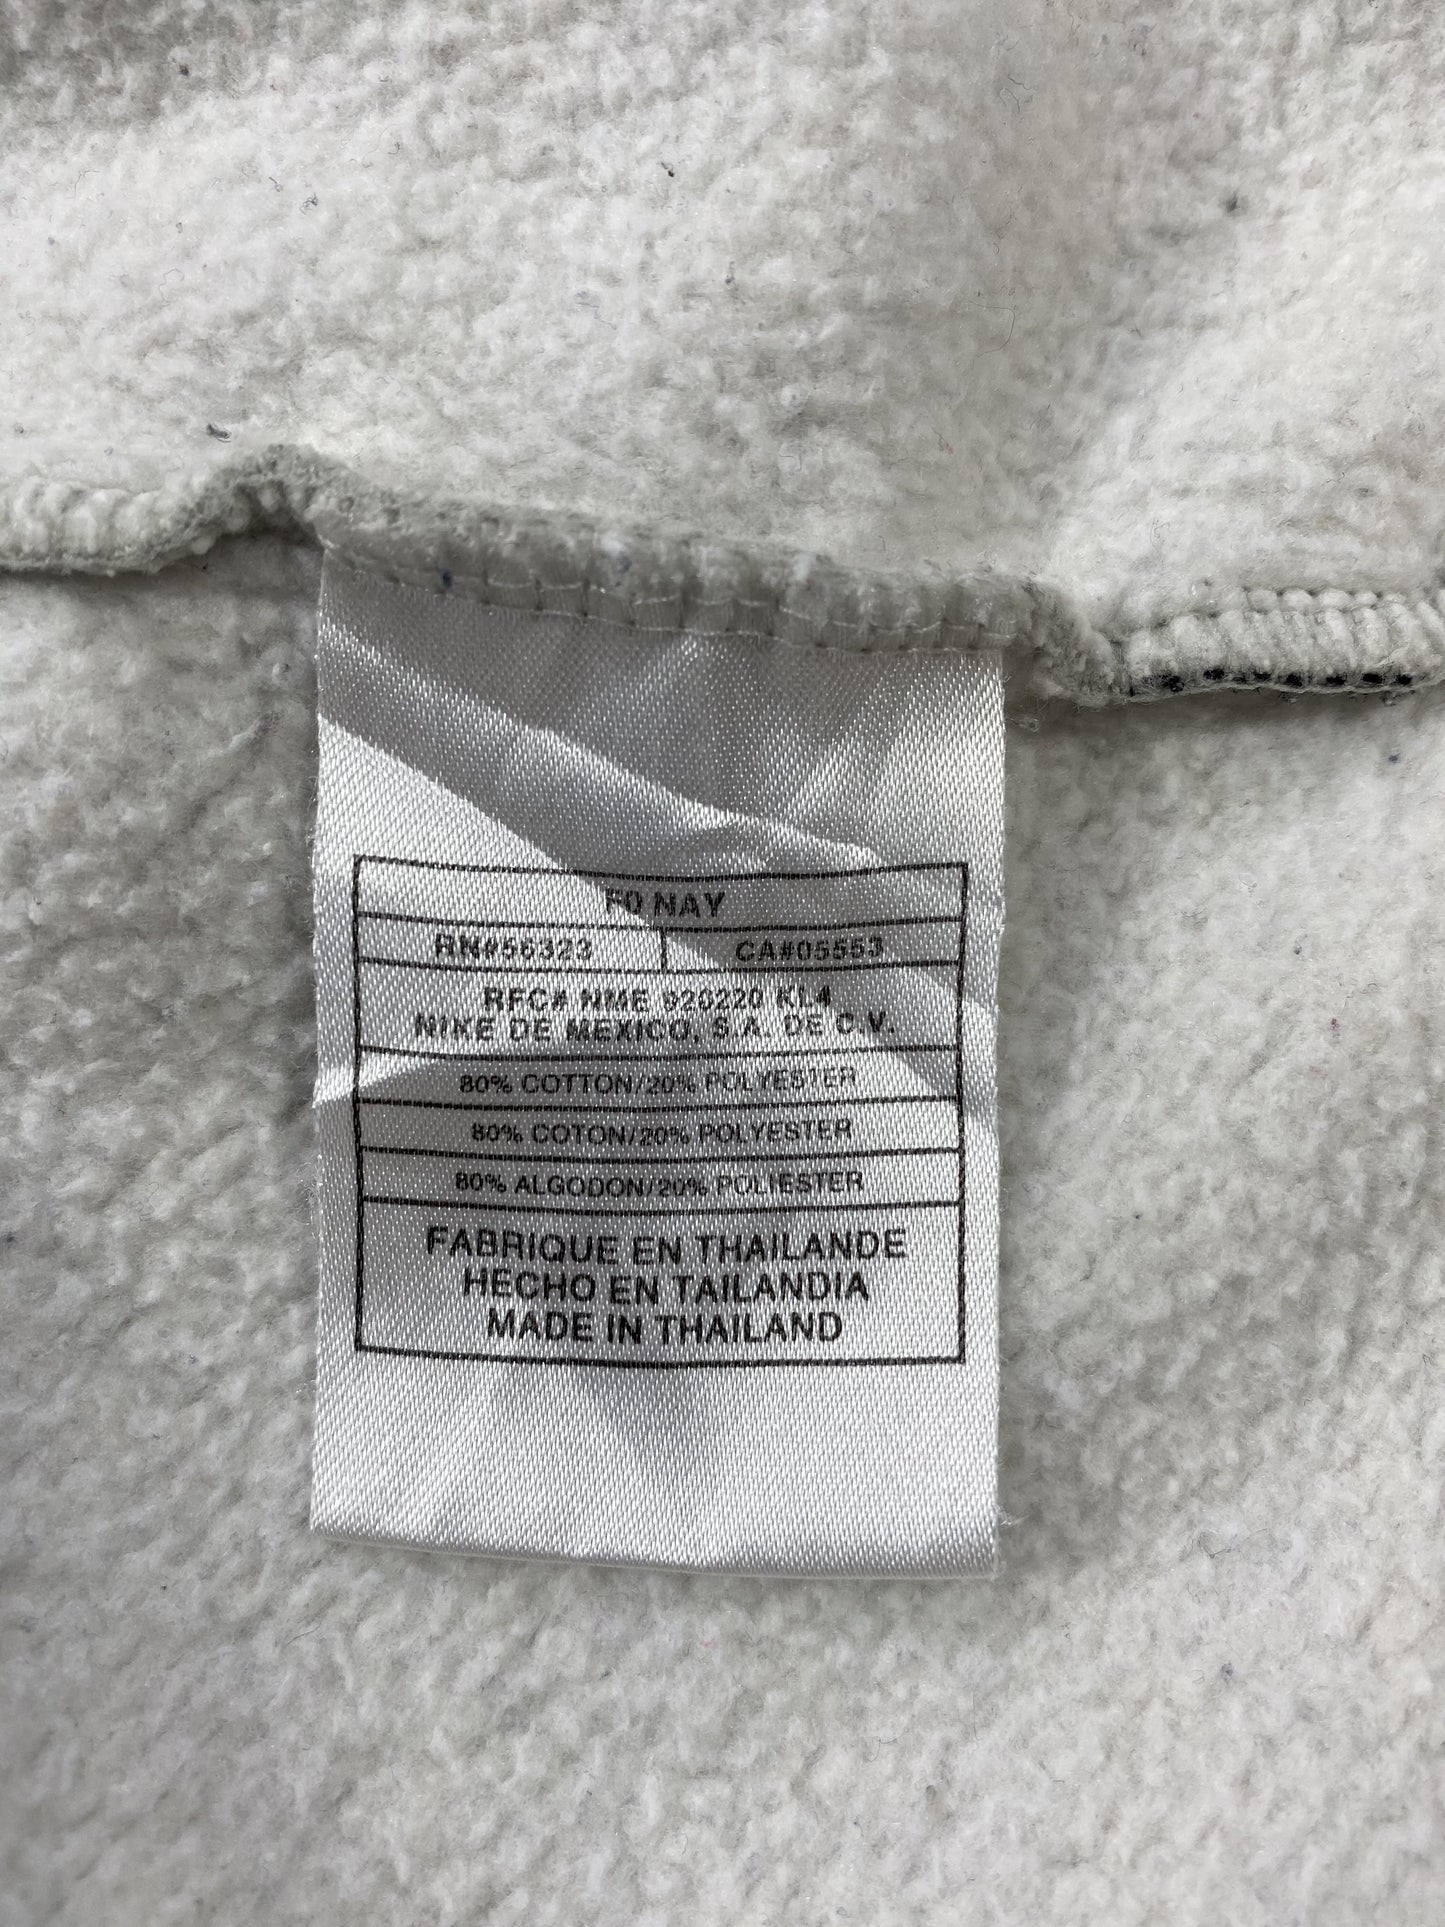 F0 NAY
RN#56323 CA#05553
RFC# NME 920220 KL4
NIKE DE MEXICO, S.A. DE C.V.
80% COTTON/20% POLYESTER
80% COTON/20% POLYESTER
80% ALGODON/20% POLIESTER
FABRIQUE EN THAILANDE
HECHO EN TAILANDIA
MADE IN THAILAND